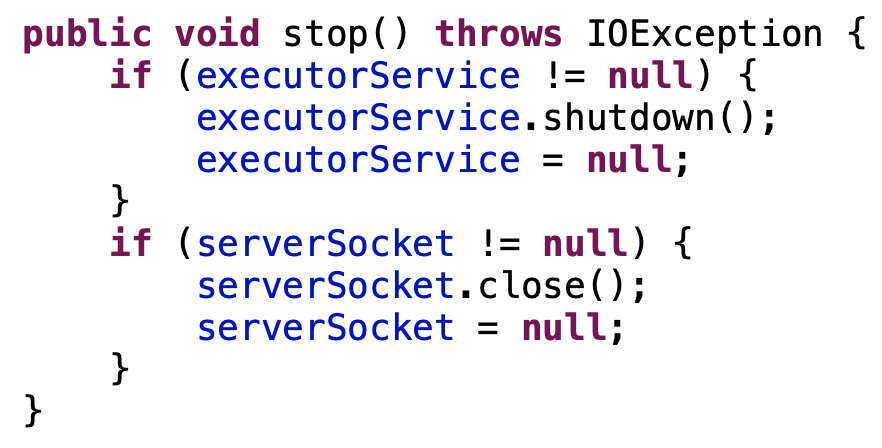 public void stop() throws IOException {
    if (executorService != null) {
        executorService.shutdown();
        executorService = null;
    }
    if (serverSocket != null) {
        serverSocket.close();
        serverSocket = null;
    }
}